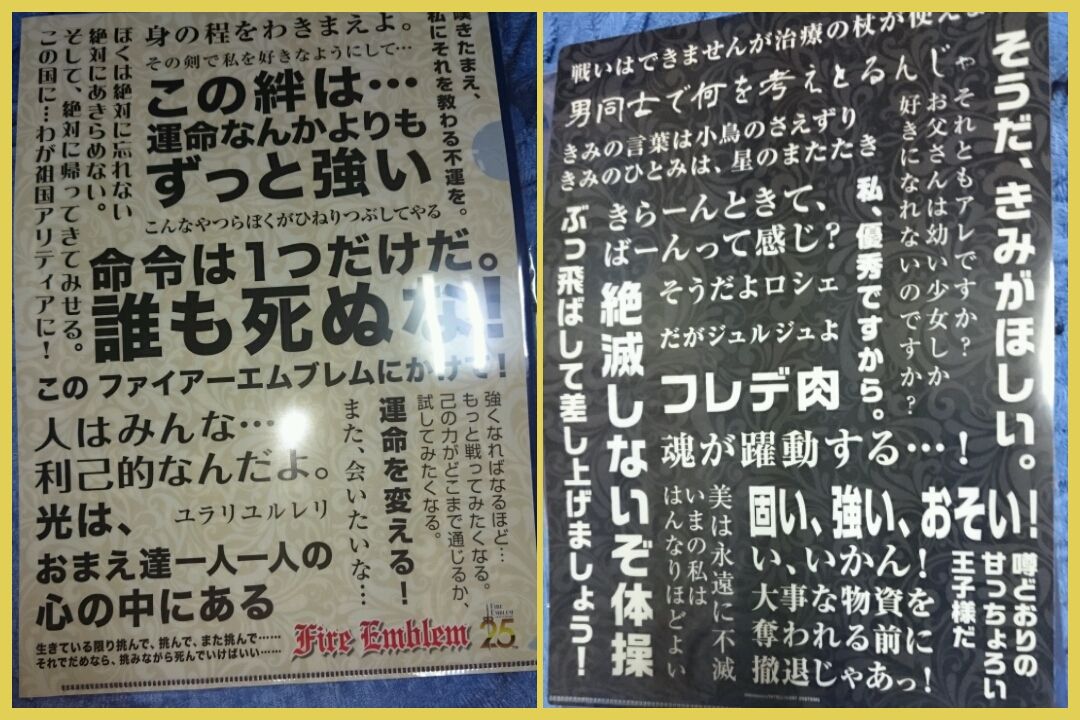 嘆きたまえ、
私にそれを教わる不運を。
身の程をわきまえよ。
その剣で私を好きなようにして…
この絆は…
運命なんかよりも
ずっと強い
ぼくは絶対に忘れない
絶対にあきらめない。
そして、絶対に帰ってきてみせる。
この国に…わが祖国アリティアに!
こんなやつらぼくがひねりつぶしてやる
命令は1つだけだ。
誰も死ぬな!
このファイアーエムブレムにかけて!
人はみんな…
利己的なんだよ。
光は、
ユラリユルレリ
おまえ達一人一人の
心の中にある
強くなればなるほど…
もっと戦ってみたくなる。
己の力がどこまで通じるか、
試してみたくなる。
運命を変える!
また、会いたいな…
生きている限り挑んで、挑んで、また挑んで……
それでだめなら、挑みながら死んでいけばいい……
Fire Emblem
FIRE EMBLEM
25
そうだ、きみがほしい。
戦いはできませんが治療の杖が使えま
男同士で何を考えとるんじゃ
それともアレですか?
お父さんは幼い少女しか
好きになれないのですか?
きみの言葉は小鳥のさえずり
きみのひとみは、星のまたたき
私、優秀ですから。
きらーんときて、
ばーんって感じ?
そうだよロシェ
だがジュルジュよ
フレデ肉
魂が躍動する…!
ぶっ飛ばして差し上げましょう!
絶滅しないぞ体操
美は永遠に不滅
いまの私は
はんなりほどよい
固い、強い、おそい!
い、いかん!
大事な物資を
奪われる前に
撤退じゃあっ!
噂どおりの
甘っちょろい
王子様だ